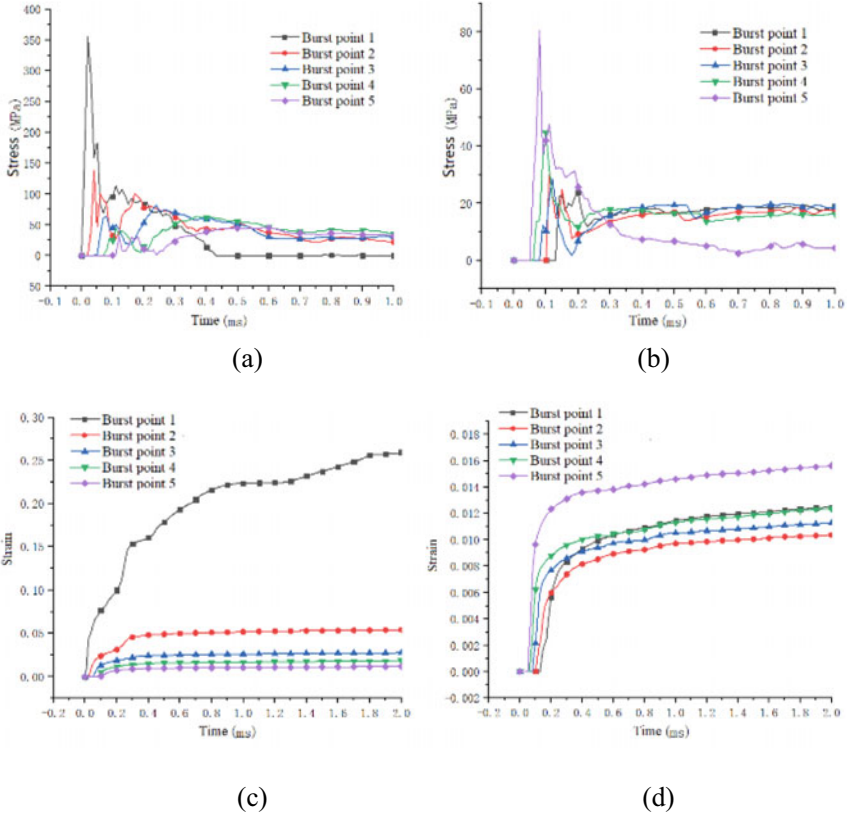 400
350
300
250
200
150
100
50
0
50
-0.1 0.0 0.1 0.2 0.3 0.4 0.5 0.6 0.7 0.8 0.9 1.0
Stress (MPA)
Time (ms)
Burst point 1
Burst point 2
Burst point 3
Burst point 4
Burst point 5
(a)
80
60
40
20
0
-0.1 0.0 0.1 0.2 0.3 0.4 0.5 0.6 0.7 0.8 0.9 1.0
Stress (MPa)
Time (ms)
Burst point 1
Burst point 2
Burst point 3
Burst point 4
Burst point 5
(b)
0.30
0.25
0.20
0.15
0.10
0.05
0.00
-0.2 0.0 0.2 0.4 0.6 0.8 1.0 1.2 1.4 1.6 1.8 2.0
Strain
Time (ms)
Burst point 1
Burst point 2
Burst point 3
Burst point 4
Burst point 5
(c)
0.018
0.016
0.014
0.012
0.010
0.008
0.006
0.004
0.002
0.000
-0.002
-0.2 0.0 0.2 0.4 0.6 0.8 1.0 1.2 1.4 1.6 1.8 2.0
Strain
Time (ms)
Burst point 1
Burst point 2
Burst point 3
Burst point 4
Burst point 5
(d)